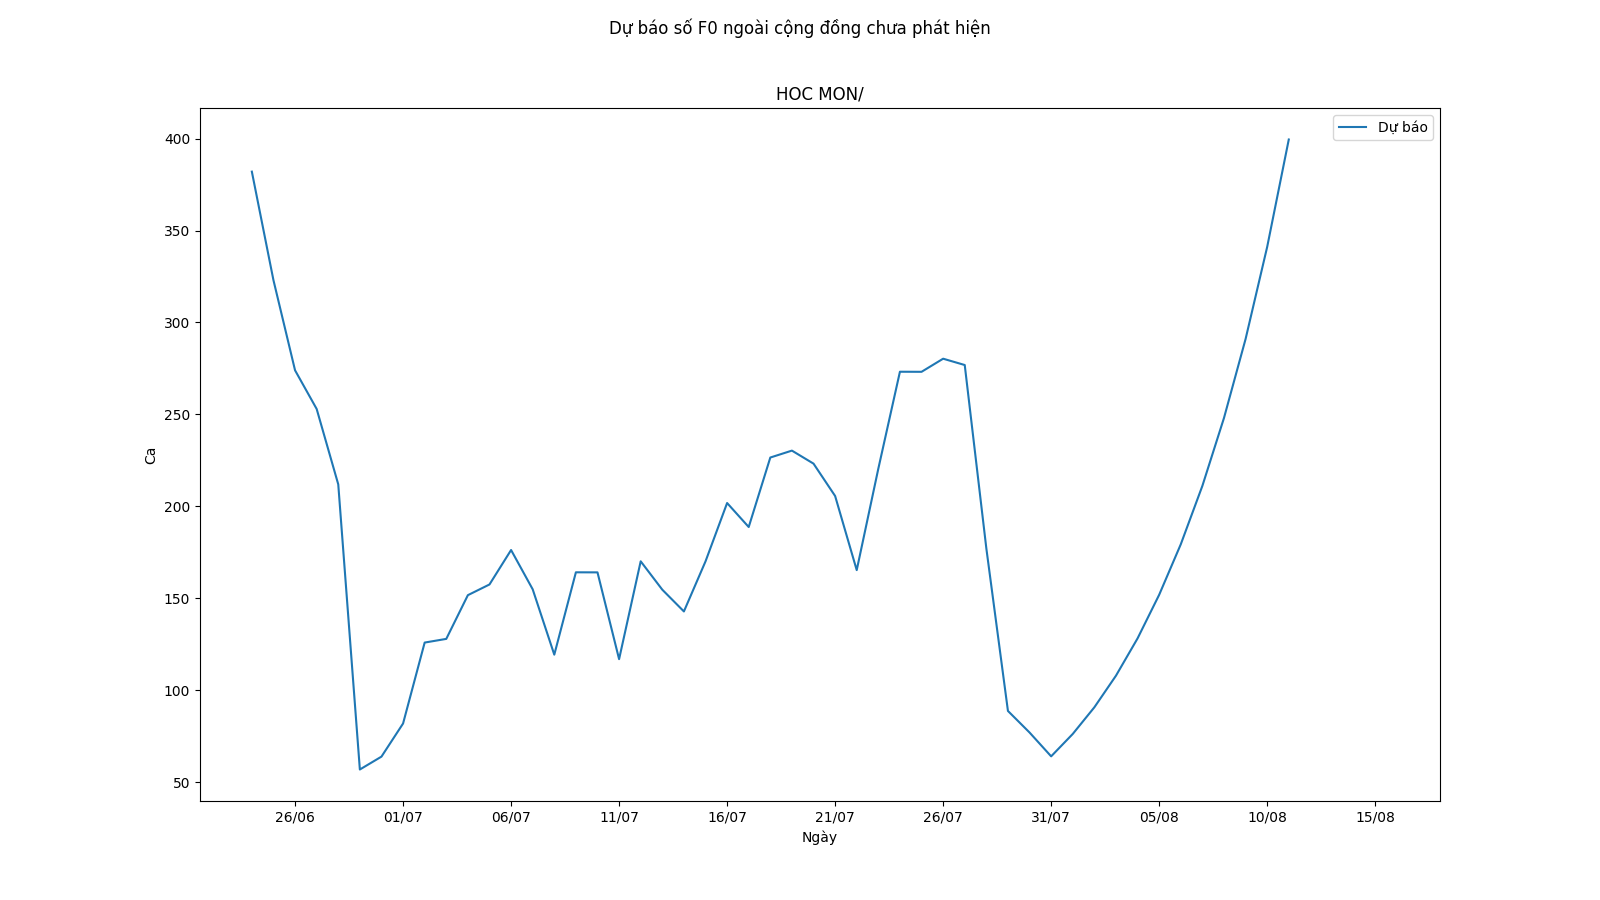 Dự báo số F0 ngoài cộng đồng chưa phát hiện
HOC MON/
Dự báo
400
350
300
250
200
150
100
50
Ca
26/06 01/07 06/07 11/07 16/07 21/07 26/07 31/07 05/08 10/08 15/08
Ngày